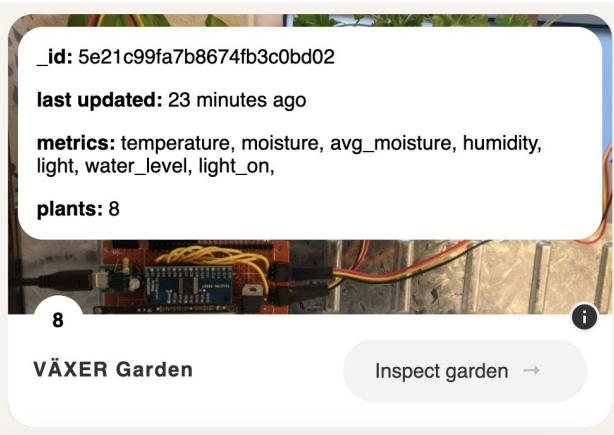 _id: 5e21c99fa7b8674fb3c0bd02
last updated: 23 minutes ago
metrics: temperature, moisture, avg_moisture, humidity,
light, water_level, light_on,
plants: 8
8
i
VÄXER Garden
Inspect garden →